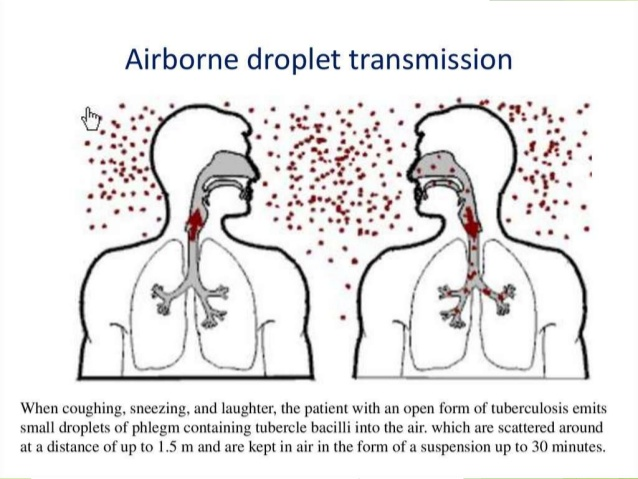 Airborne droplet transmission
When coughing, sneezing, and laughter, the patient with an open form of tuberculosis emits
small droplets of phlegm containing tubercle bacilli into the air. which are scattered around
at a distance of up to 1.5 m and are kept in air in the form of a suspension up to 30 minutes.